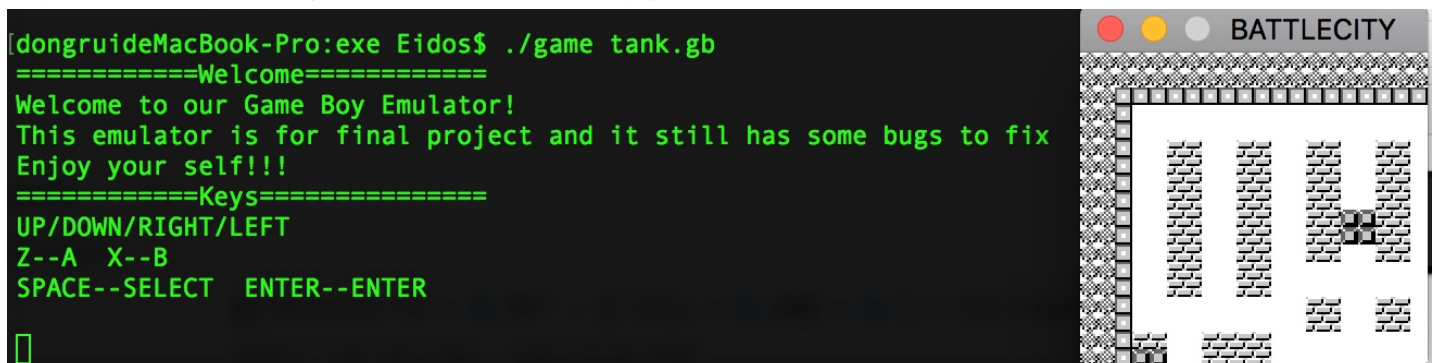 [dongruideMacBook-Pro:exe Eidos$ ./game tank.gb
============Welcome============
Welcome to our Game Boy Emulator!
This emulator is for final project and it still has some bugs to fix
Enjoy your self!!!
============Keys===============
UP/DOWN/RIGHT/LEFT
Z--A  X--B
SPACE--SELECT  ENTER--ENTER
BATTLECITY